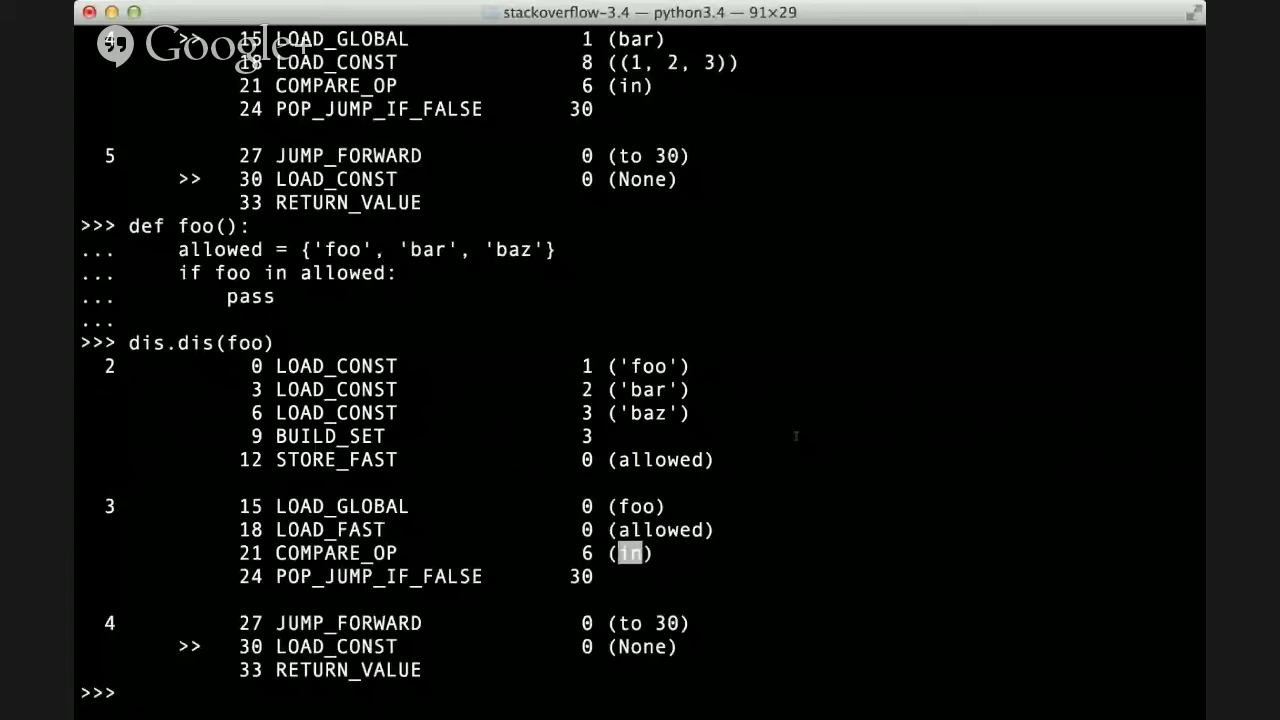 stackoverflow-3.4 — python3.4 — 91×29
Google+
4 >> 15 LOAD_GLOBAL 1 (bar)
18 LOAD_CONST 8 ((1, 2, 3))
21 COMPARE_OP 6 (in)
24 POP_JUMP_IF_FALSE 30
5 27 JUMP_FORWARD 0 (to 30)
>> 30 LOAD_CONST 0 (None)
33 RETURN_VALUE
>>> def foo():
... allowed = {'foo', 'bar', 'baz'}
... if foo in allowed:
... pass
...
>>> dis.dis(foo)
2 0 LOAD_CONST 1 ('foo')
3 LOAD_CONST 2 ('bar')
6 LOAD_CONST 3 ('baz')
9 BUILD_SET 3
12 STORE_FAST 0 (allowed)
3 15 LOAD_GLOBAL 0 (foo)
18 LOAD_FAST 0 (allowed)
21 COMPARE_OP 6 (in)
24 POP_JUMP_IF_FALSE 30
4 27 JUMP_FORWARD 0 (to 30)
>> 30 LOAD_CONST 0 (None)
33 RETURN_VALUE
>>>